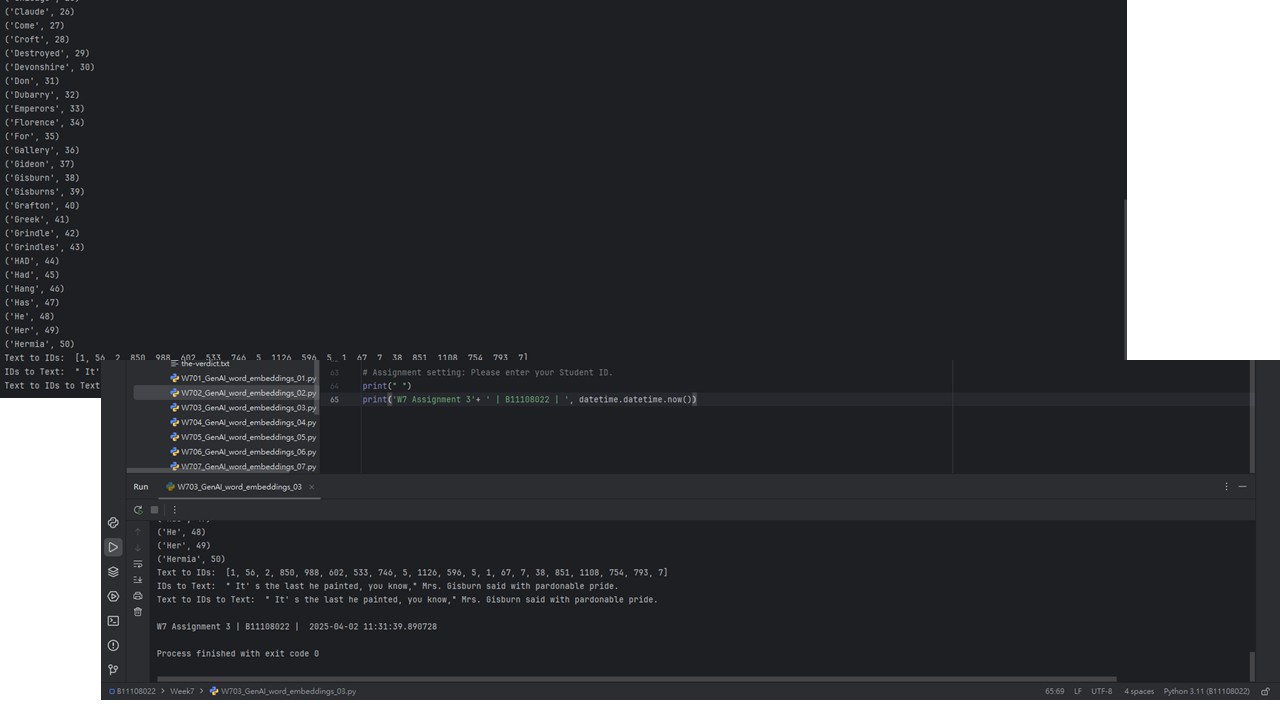 ('Claude', 26)
('Come', 27)
('Croft', 28)
('Destroyed', 29)
('Devonshire', 30)
('Don', 31)
('Dubarry', 32)
('Emperors', 33)
('Florence', 34)
('For', 35)
('Gallery', 36)
('Gideon', 37)
('Gisburn', 38)
('Gisburns', 39)
('Grafton', 40)
('Greek', 41)
('Grindle', 42)
('Grindles', 43)
('HAD', 44)
('Had', 45)
('Hang', 46)
('Has', 47)
('He', 48)
('Her', 49)
('Hermia', 50)
Text to IDs:  [1, 56, 2, 850, 988, 602, 533, 746, 5, 1126, 596, 5, 1, 67, 7, 38, 851, 1108, 754, 793, 7]
IDs to Text:  " It'
Text to IDs to Text
the-verdict.txt
W701_GenAI_word_embeddings_01.py
W702_GenAI_word_embeddings_02.py
W703_GenAI_word_embeddings_03.py
W704_GenAI_word_embeddings_04.py
W705_GenAI_word_embeddings_05.py
W706_GenAI_word_embeddings_06.py
W707_GenAI_word_embeddings_07.py
63 # Assignment setting: Please enter your Student ID.
64 print(" ")
65 print('W7 Assignment 3'+ ' | B11108022 | ', datetime.datetime.now())
Run W703_GenAI_word_embeddings_03
('He', 48)
('Her', 49)
('Hermia', 50)
Text to IDs:  [1, 56, 2, 850, 988, 602, 533, 746, 5, 1126, 596, 5, 1, 67, 7, 38, 851, 1108, 754, 793, 7]
IDs to Text:  " It' s the last he painted, you know," Mrs. Gisburn said with pardonable pride.
Text to IDs to Text:  " It' s the last he painted, you know," Mrs. Gisburn said with pardonable pride.
W7 Assignment 3 | B11108022 |  2025-04-02 11:31:39.890728
Process finished with exit code 0
B11108022 > Week7 > W703_GenAI_word_embeddings_03.py 65:69 LF UTF-8 4 spaces Python 3.11 (B11108022)